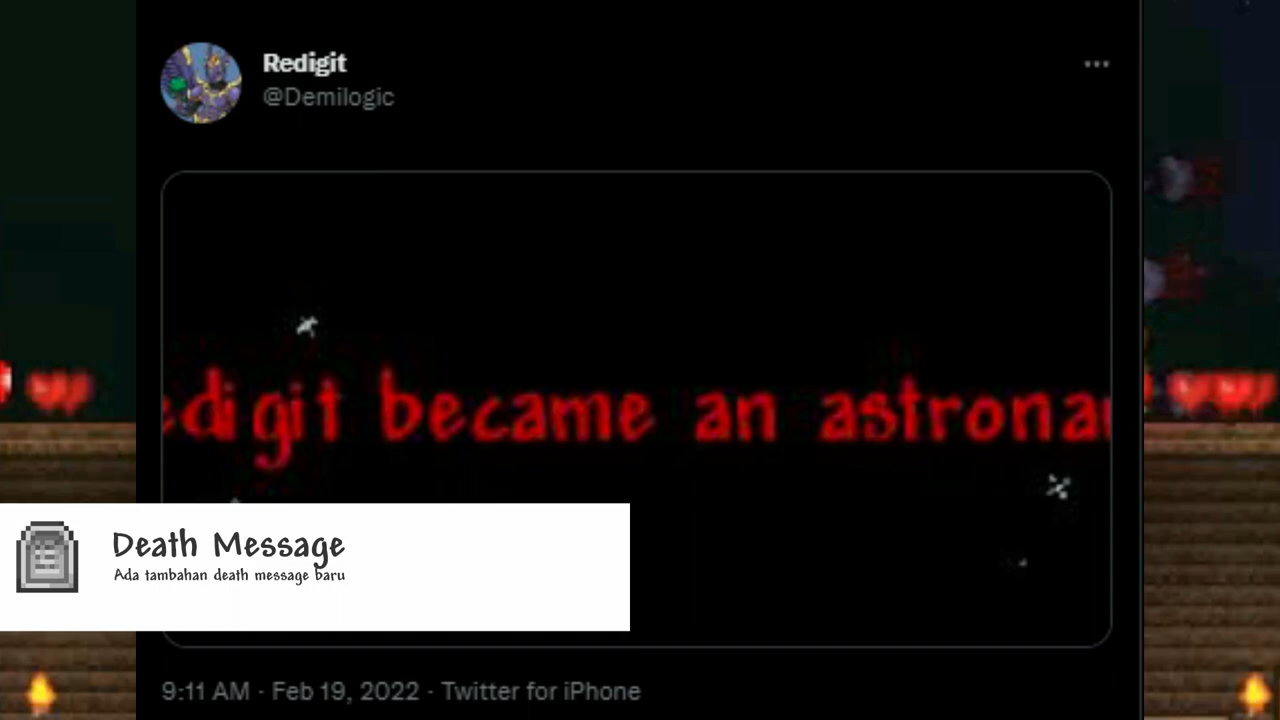 Redigit
@Demilogic
edigit became an astrona
Death Message
Ada tambahan death message baru
9:11 AM · Feb 19, 2022 · Twitter for iPhone